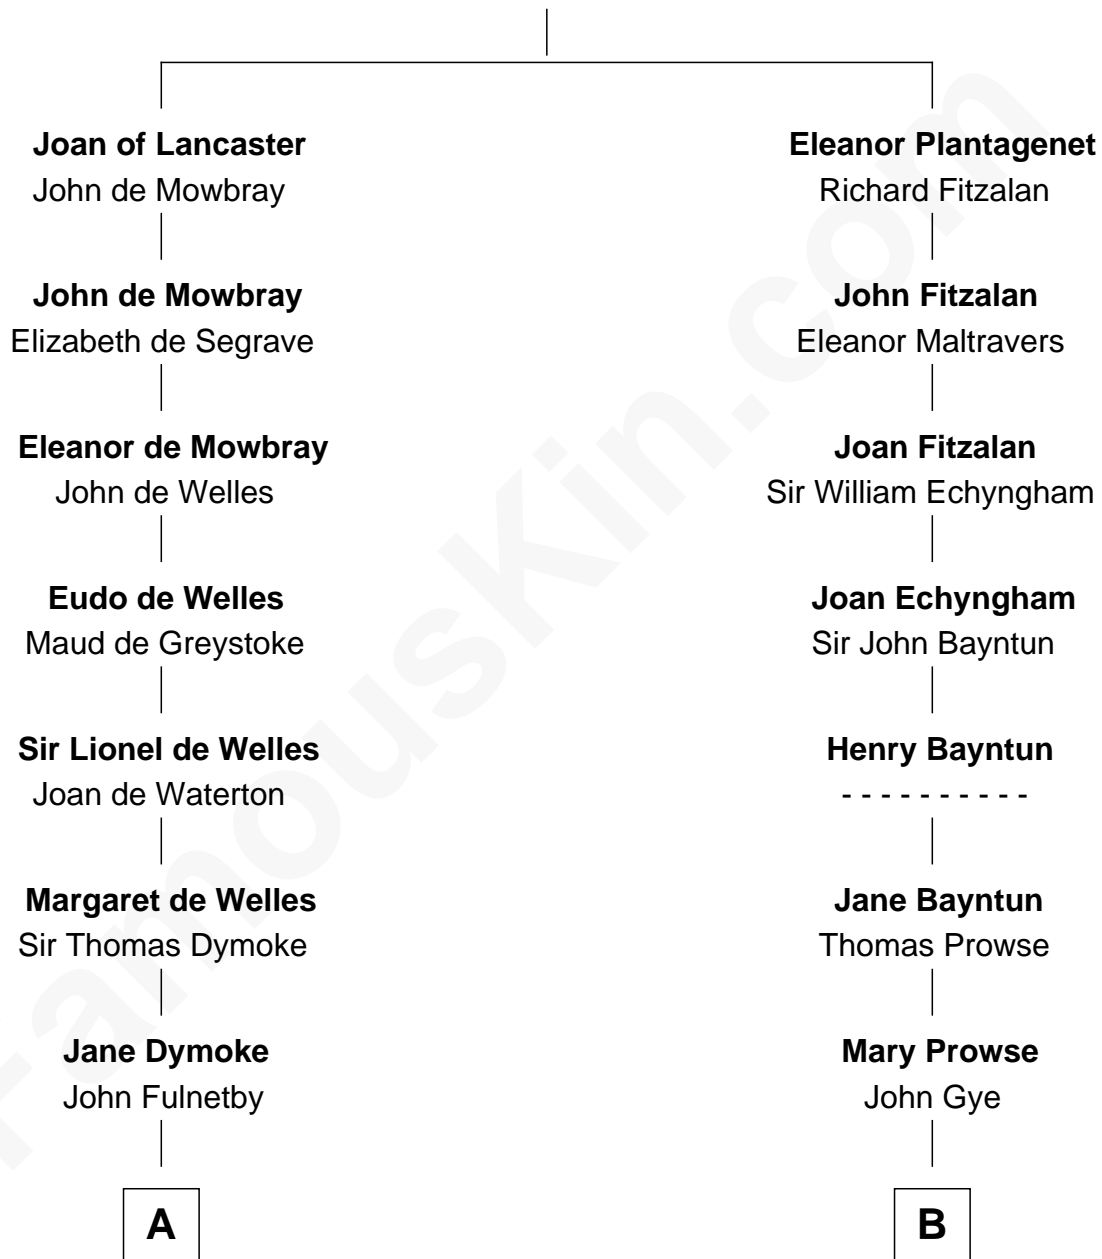 Joan of Lancaster
John de Mowbray
John de Mowbray
Elizabeth de Segrave
Eleanor de Mowbray
John de Welles
Eudo de Welles
Maud de Greystoke
Sir Lionel de Welles
Joan de Waterton
Margaret de Welles
Sir Thomas Dymoke
Jane Dymoke
John Fulnetby
A
Eleanor Plantagenet
Richard Fitzalan
John Fitzalan
Eleanor Maltravers
Joan Fitzalan
Sir William Echyngham
Joan Echyngham
Sir John Bayntun
Henry Bayntun
- - - - - - - - - -
Jane Bayntun
Thomas Prowse
Mary Prowse
John Gye
B
FamousKin.com